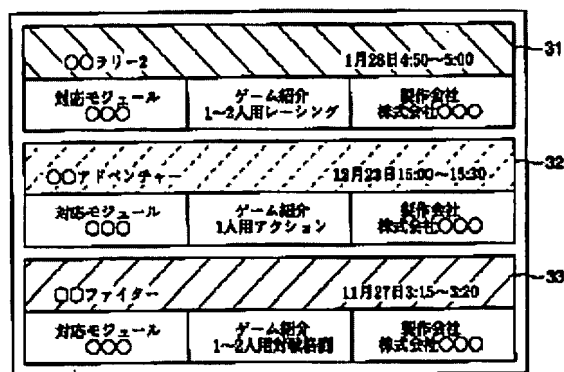 ○○ラリー2 1月28日4:50~5:00
31
対応モジュール
○○○
ゲーム紹介
1~2人用レーシング
製作会社
株式会社○○○
○○アドベンチャー 12月23日15:00~15:30
32
対応モジュール
○○○
ゲーム紹介
1人用アクション
製作会社
株式会社○○○
○○ファイター 11月27日3:15~3:20
33
対応モジュール
○○○
ゲーム紹介
1~2人用対戦格闘
製作会社
株式会社○○○